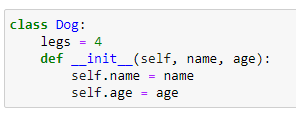 class Dog:
    legs = 4
    def __init__(self, name, age):
        self.name = name
        self.age = age